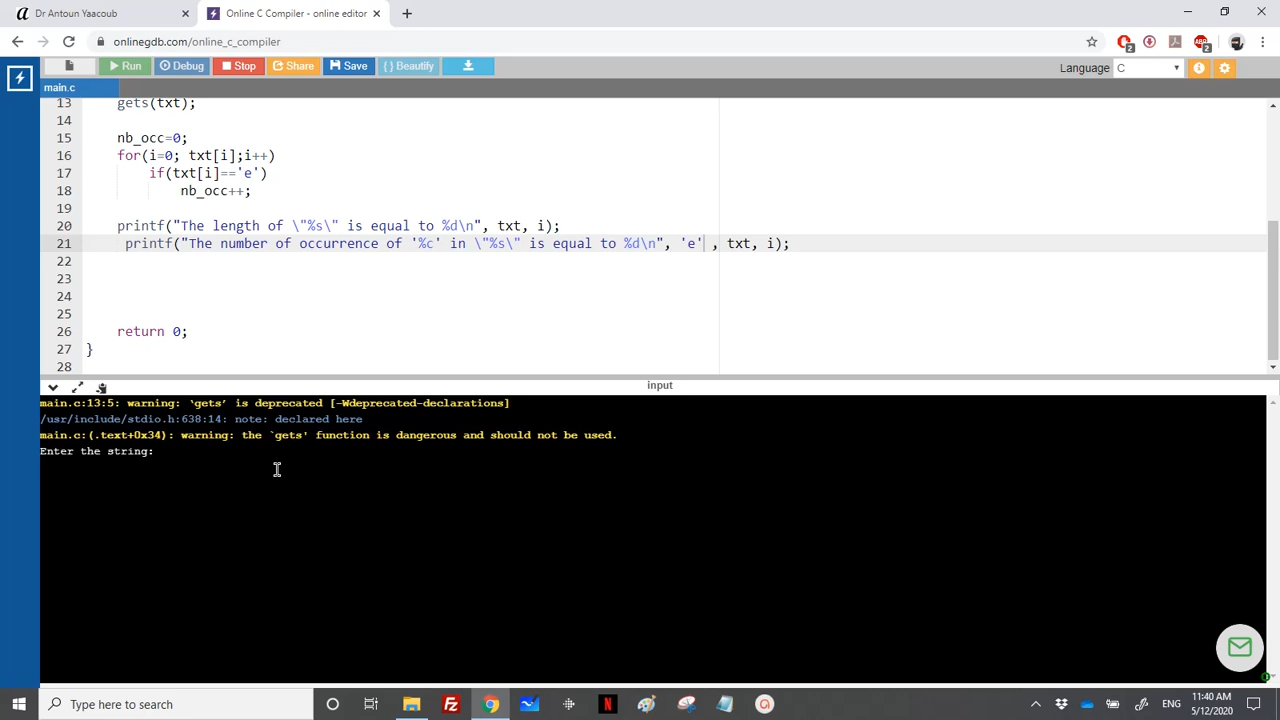 Dr Antoun Yaacoub
Online C Compiler - online editor
onlinegdb.com/online_c_compiler
2
2
Run
Debug
Stop
Share
Save
{ } Beautify
Language
C
main.c
13 gets(txt);
14
15 nb_occ=0;
16 for(i=0; txt[i];i++)
17 if(txt[i]=='e')
18 nb_occ++;
19
20 printf("The length of \"%s\" is equal to %d\n", txt, i);
21 printf("The number of occurrence of '%c' in \"%s\" is equal to %d\n", 'e' , txt, i);
22
23
24
25
26 return 0;
27 }
28
input
main.c:13:5: warning: ‘gets’ is deprecated [-Wdeprecated-declarations]
/usr/include/stdio.h:638:14: note: declared here
main.c:(.text+0x34): warning: the `gets' function is dangerous and should not be used.
Enter the string:
Type here to search
ENG
11:40 AM
5/12/2020